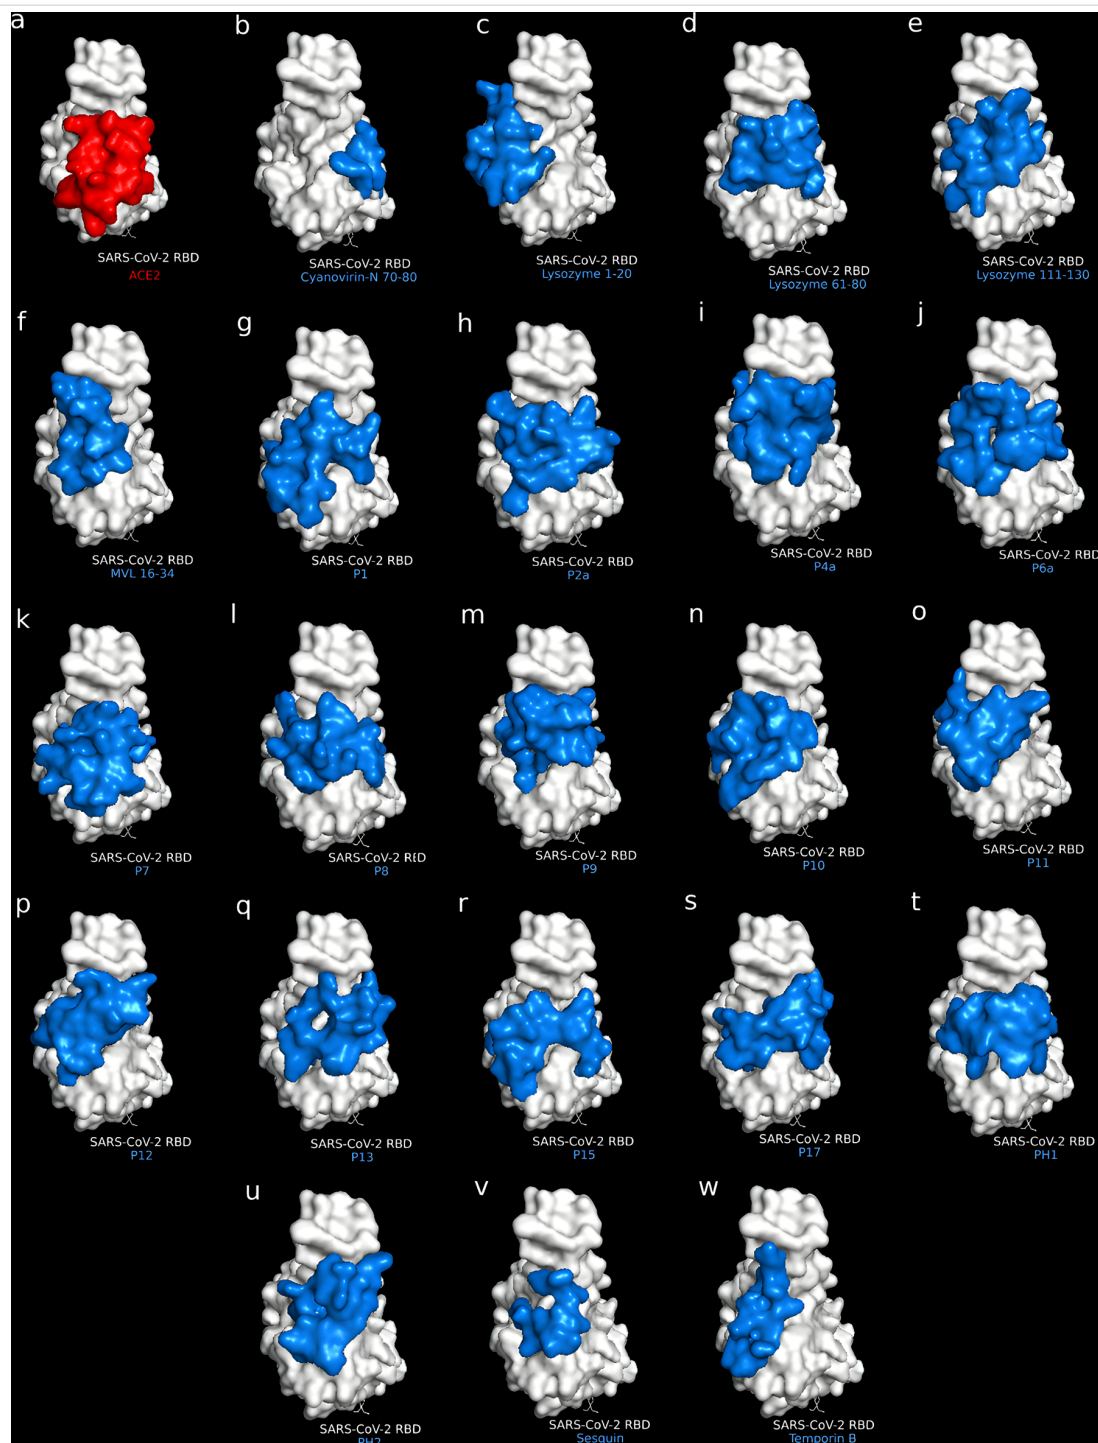 a
b
c
d
e
SARS-CoV-2 RBD
ACE2
SARS-CoV-2 RBD
Cyanovirin-N 70-80
SARS-CoV-2 RBD
Lysozyme 1-20
SARS-CoV-2 RBD
Lysozyme 61-80
SARS-CoV-2 RBD
Lysozyme 111-130
f
g
h
i
j
SARS-CoV-2 RBD
MVL 16-34
SARS-CoV-2 RBD
P1
SARS-CoV-2 RBD
P2a
SARS-CoV-2 RBD
P4a
SARS-CoV-2 RBD
P6a
k
l
m
n
o
SARS-CoV-2 RBD
P7
SARS-CoV-2 RBD
P8
SARS-CoV-2 RBD
P9
SARS-CoV-2 RBD
P10
SARS-CoV-2 RBD
P11
p
q
r
s
t
SARS-CoV-2 RBD
P12
SARS-CoV-2 RBD
P13
SARS-CoV-2 RBD
P15
SARS-CoV-2 RBD
P17
SARS-CoV-2 RBD
PH1
u
v
w
SARS-CoV-2 RBD
PH2
SARS-CoV-2 RBD
Sesquin
SARS-CoV-2 RBD
Temporin B